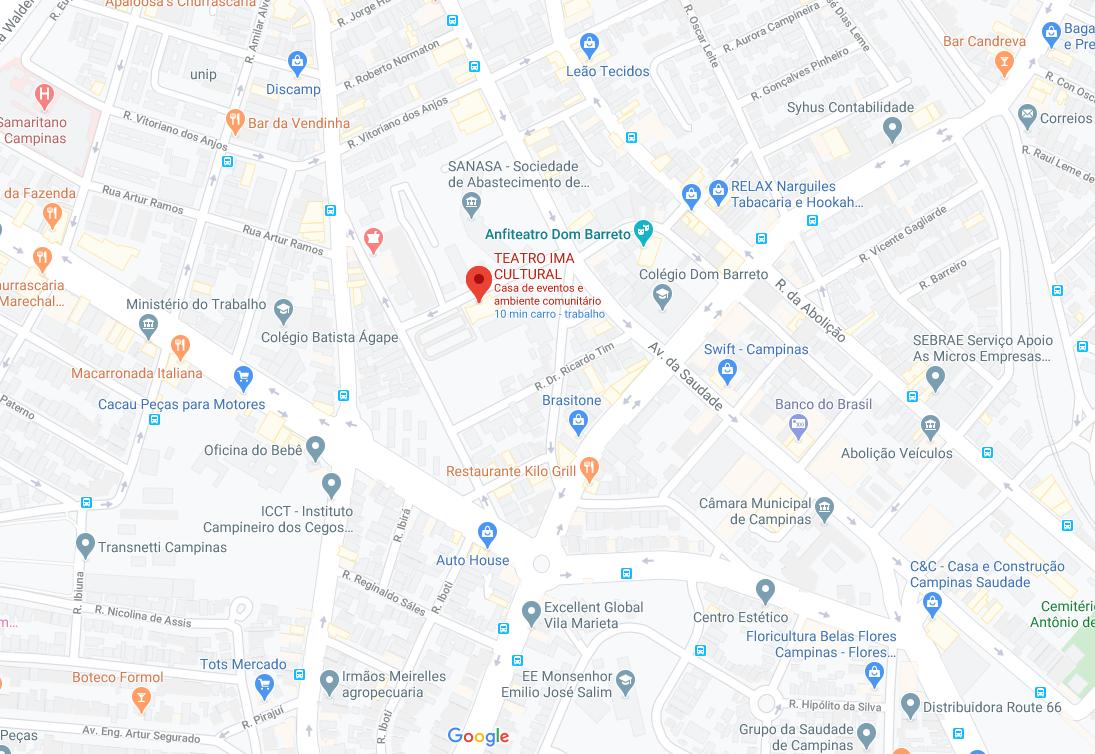 Apaloosa's Churrascaria
R. Jorge Ha
R. Amilar Alv
a Walder
R. Eu
Dias Leme
R. Oscar Leite
R. Aurora Campinei
Bar Candreva
Baga
e Pre
unip
Discamp
R. Roberto Normaton
Leão Tecidos
R. Gonçalves Pinheiro
R. Con Osc
Samaritano
Campinas
R. Vitoriano dos Anjos
Bar da Vendinha
R. Vitoriano dos Anjos
Syhus Contabilidade
Correios
R. Raul Leme de
SANASA - Sociedade
de Abastecimento de...
da Fazenda
Rua Artur Ramos
RELAX Narguiles
Tabacaria e Hookah...
Rua Artur Ramos
Anfiteatro Dom Barreto
R. Vicente Gagliarde
TEATRO IMA
CULTURAL
Casa de eventos e
ambiente comunitário
10 min carro - trabalho
Colégio Dom Barreto
R. Barreiro
urrascaria
Marechal...
Ministério do Trabalho
R. da Abolição
Colégio Batista Ágape
Av. da Saudade
Swift - Campinas
SEBRAE Serviço Apoio
As Micros Empresas...
R. Dr. Ricardo Tim
Macarronada Italiana
Cacau Peças para Motores
Brasitone
Banco do Brasil
Paterno
Oficina do Bebê
Abolição Veículos
Restaurante Kilo Grill
ICCT - Instituto
Campineiro dos Cegos...
R. Ibirá
Câmara Municipal
de Campinas
Transnetti Campinas
Auto House
C&C - Casa e Construção
Campinas Saudade
R. Ibiuna
R. Reginaldo Sáles
R. Iboti
R. Nicolina de Assis
Excellent Global
Vila Marieta
Centro Estético
Cemitéri
Antônio de
m...
Floricultura Belas Flores
Campinas - Flores...
Tots Mercado
Boteco Formol
Irmãos Meirelles
agropecuaria
EE Monsenhor
Emilio José Salim
R. Pirajuí
R. Iboti
R. Hipólito da Silva
Distribuidora Route 66
Peças
Av. Eng. Artur Segurado
Google
Grupo da Saudade
de Campinas